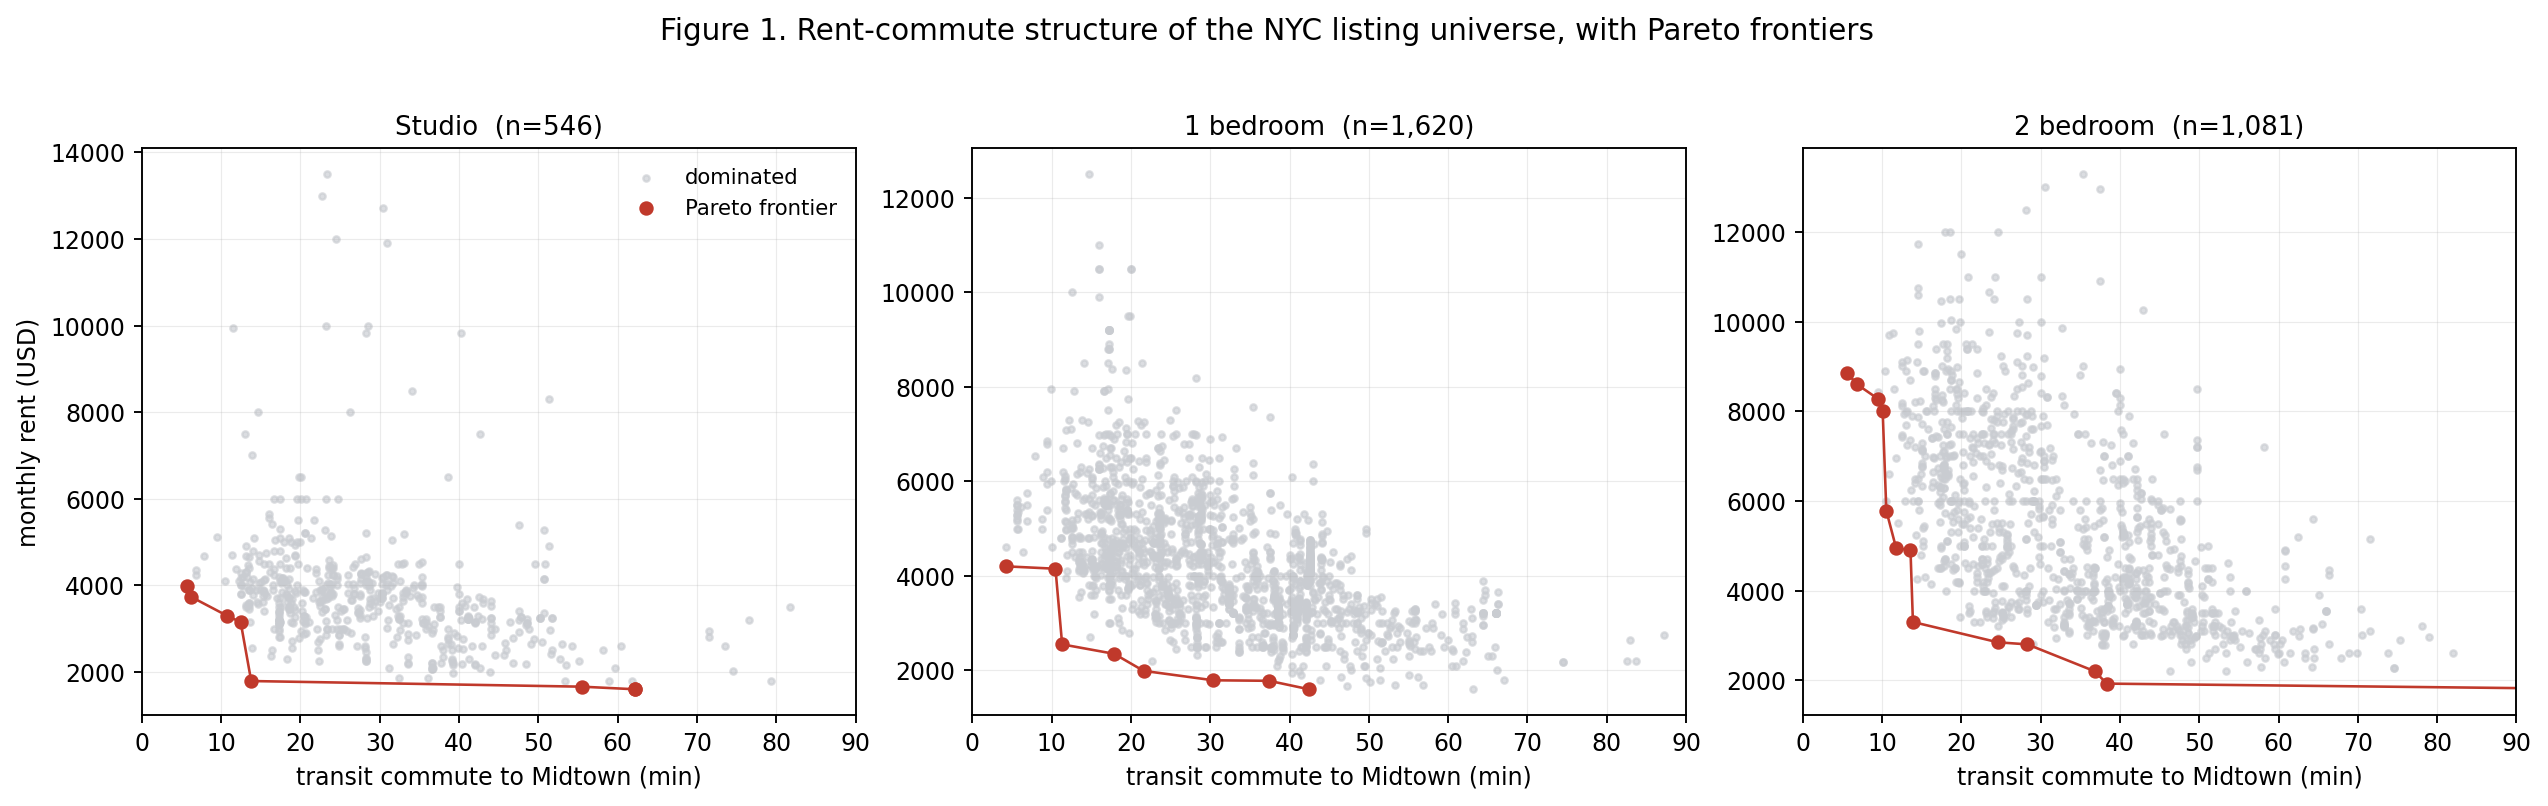 Figure 1. Rent-commute structure of the NYC listing universe, with Pareto frontiers
Studio  (n=546)
monthly rent (USD)
14000
12000
10000
8000
6000
4000
2000
dominated
Pareto frontier
0 10 20 30 40 50 60 70 80 90
transit commute to Midtown (min)
1 bedroom  (n=1,620)
12000
10000
8000
6000
4000
2000
0 10 20 30 40 50 60 70 80 90
transit commute to Midtown (min)
2 bedroom  (n=1,081)
12000
10000
8000
6000
4000
2000
0 10 20 30 40 50 60 70 80 90
transit commute to Midtown (min)